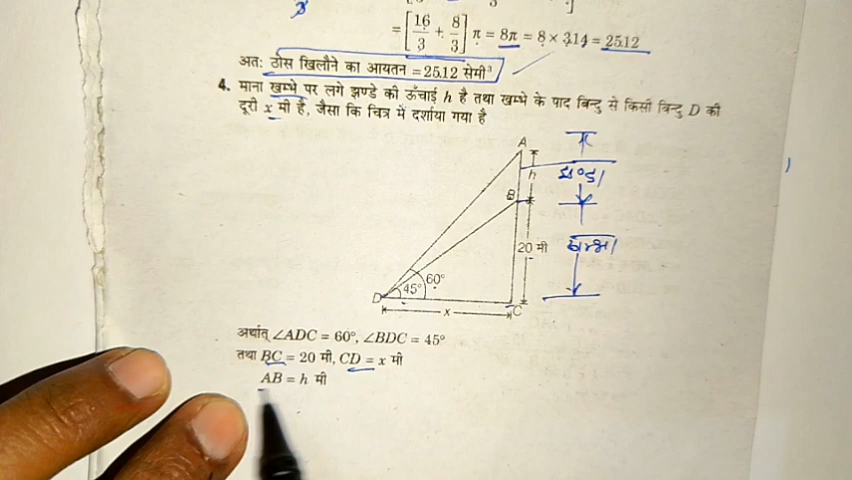 = [16/3 + 8/3] π = 8π = 8 × 3.14 = 25.12
अतः ठोस खिलौने का आयतन = 25.12 सेमी³
4. माना खम्भे पर लगे झण्डे की ऊँचाई h है तथा खम्भे के पाद बिन्दु से किसी बिन्दु D की
दूरी x मी है, जैसा कि चित्र में दर्शाया गया है
A
h
झण्डा
B
20 मी
खम्भा
60°
45°
D
C
x
अर्थात् ∠ADC = 60°, ∠BDC = 45°
तथा BC = 20 मी, CD = x मी
AB = h मी